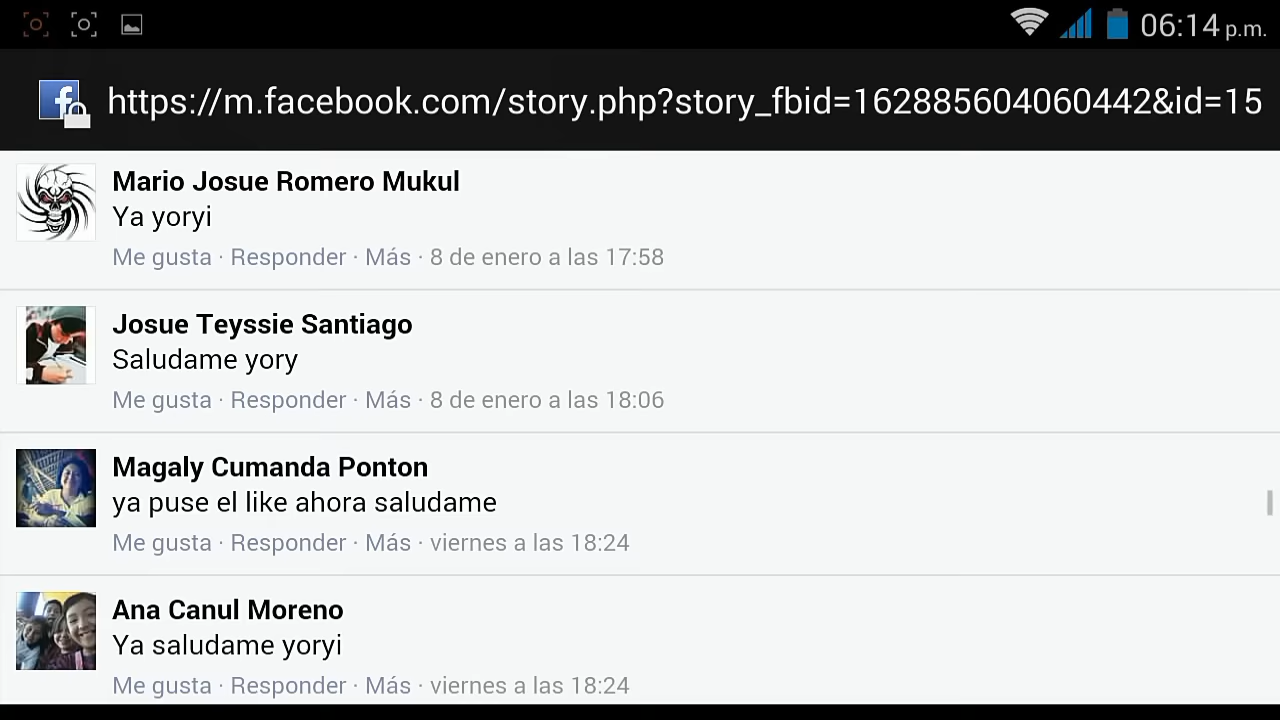 06:14 p.m.
https://m.facebook.com/story.php?story_fbid=162885604060442&id=15
Mario Josue Romero Mukul
Ya yoryi
Me gusta · Responder · Más · 8 de enero a las 17:58
Josue Teyssie Santiago
Saludame yory
Me gusta · Responder · Más · 8 de enero a las 18:06
Magaly Cumanda Ponton
ya puse el like ahora saludame
Me gusta · Responder · Más · viernes a las 18:24
Ana Canul Moreno
Ya saludame yoryi
Me gusta · Responder · Más · viernes a las 18:24